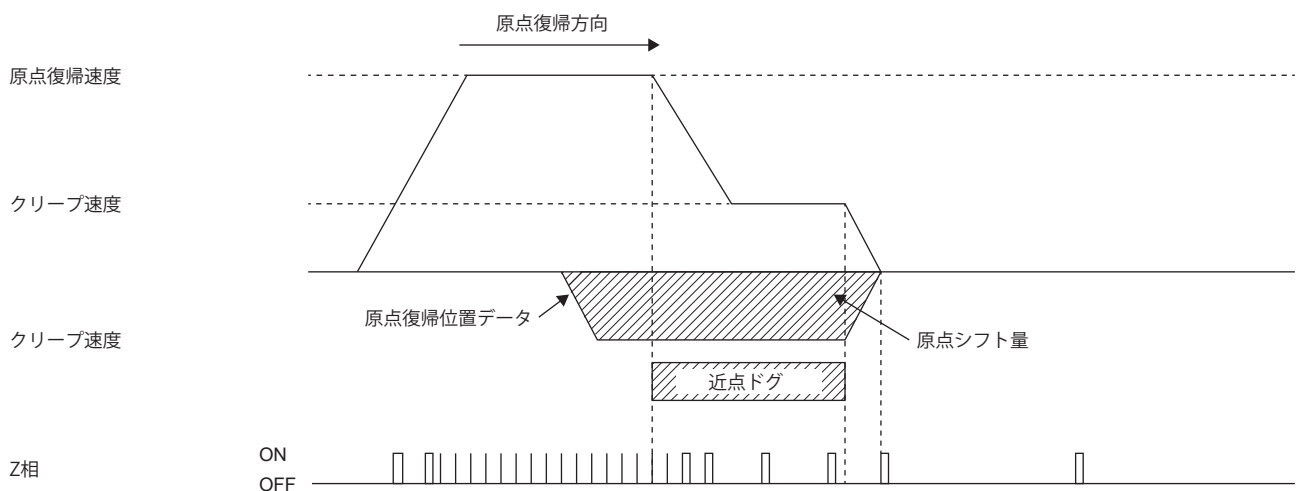 原点復帰方向
原点復帰速度
クリープ速度
原点復帰位置データ
クリープ速度
原点シフト量
近点ドグ
ON
Z相
OFF